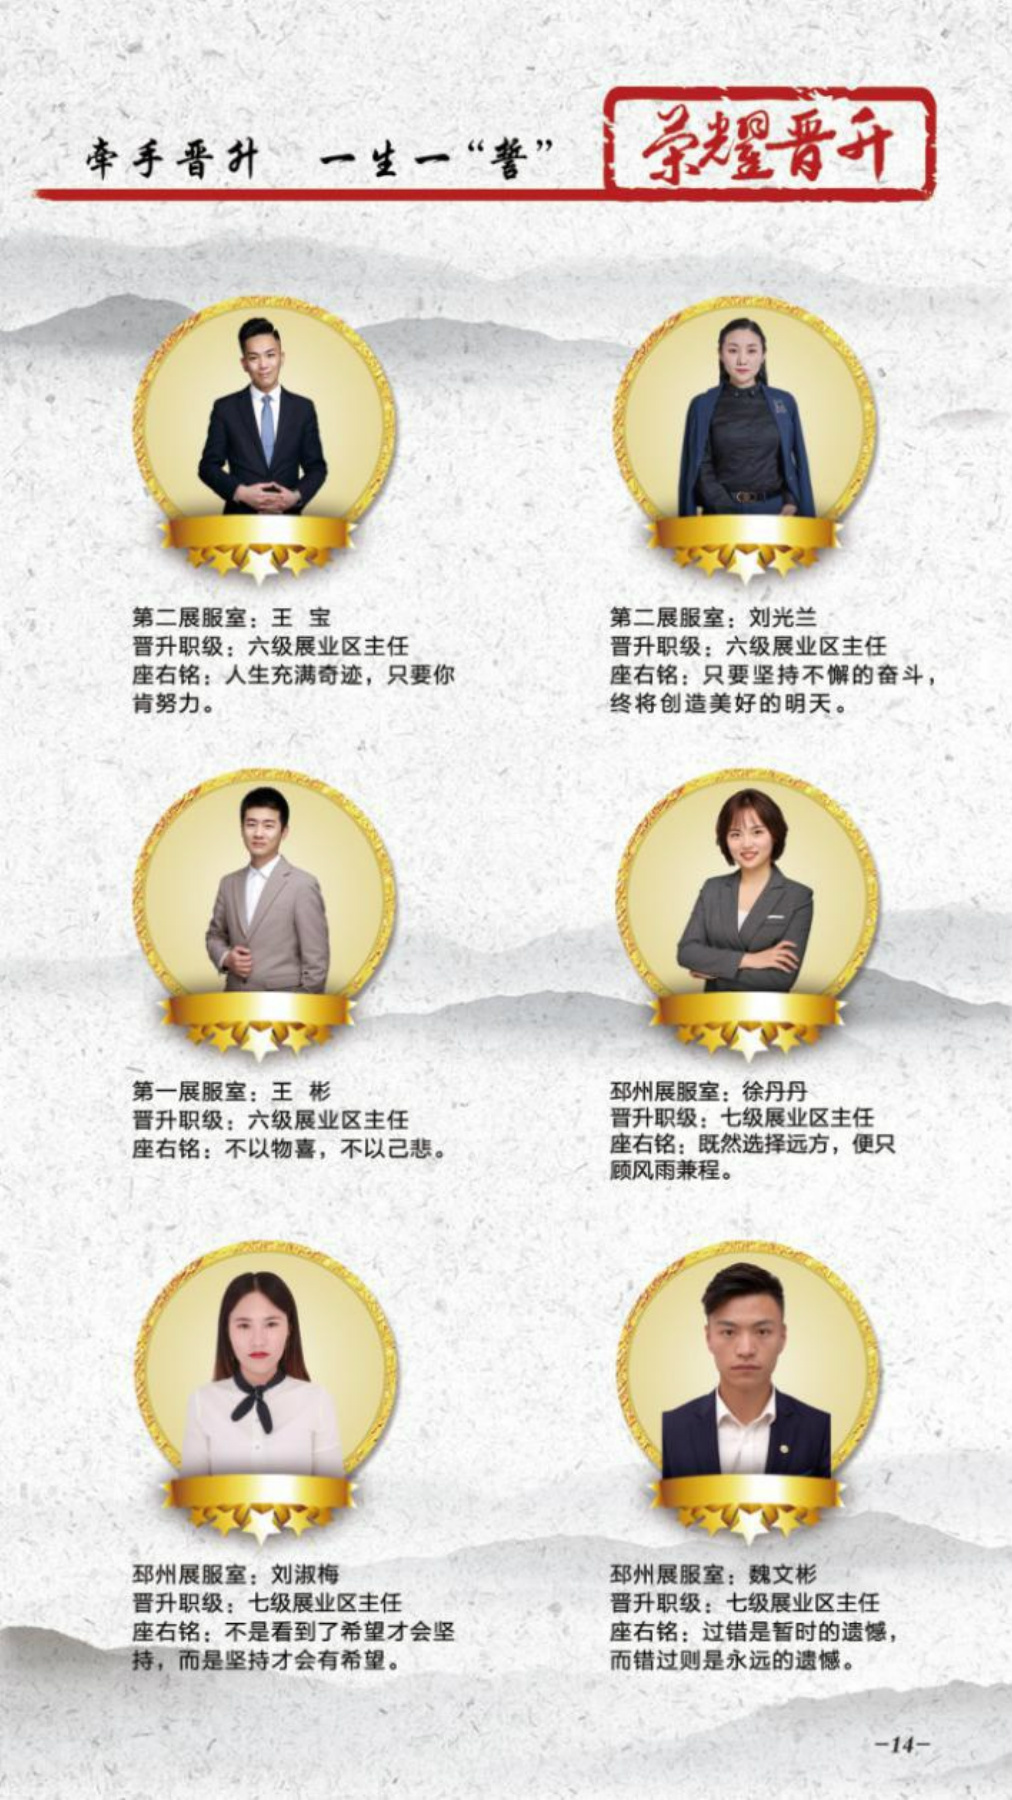 牵手晋升 一生一“誓”
荣耀晋升
第二展服室：王 宝
晋升职级：六级展业区主任
座右铭：人生充满奇迹，只要你
肯努力。
第二展服室：刘光兰
晋升职级：六级展业区主任
座右铭：只要坚持不懈的奋斗，
终将创造美好的明天。
第一展服室：王 彬
晋升职级：六级展业区主任
座右铭：不以物喜，不以己悲。
邳州展服室：徐丹丹
晋升职级：七级展业区主任
座右铭：既然选择远方，便只
顾风雨兼程。
邳州展服室：刘淑梅
晋升职级：七级展业区主任
座右铭：不是看到了希望才会坚
持，而是坚持才会有希望。
邳州展服室：魏文彬
晋升职级：七级展业区主任
座右铭：过错是暂时的遗憾，
而错过则是永远的遗憾。
-14-